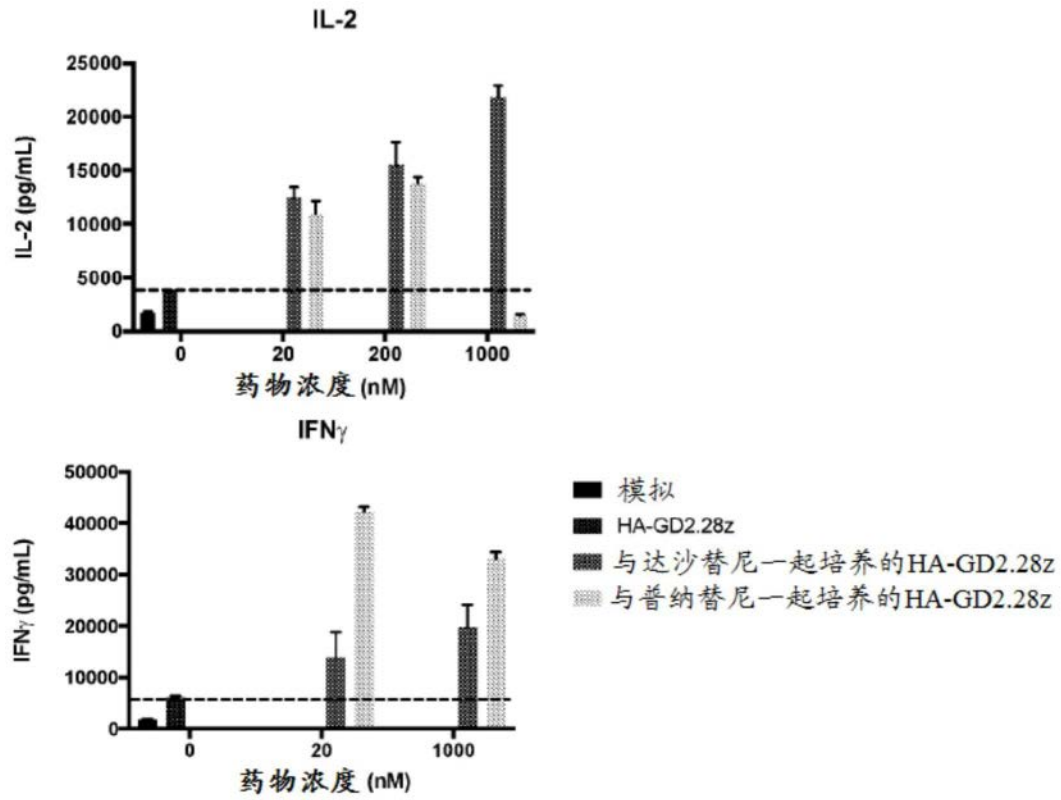 IL-2
25000
20000
15000
10000
5000
0
IL-2 (pg/mL)
0 20 200 1000
药物浓度 (nM)
IFNγ
50000
40000
30000
20000
10000
0
IFNγ (pg/mL)
0 20 1000
药物浓度 (nM)
模拟
HA-GD2.28z
与达沙替尼一起培养的HA-GD2.28z
与普纳替尼一起培养的HA-GD2.28z